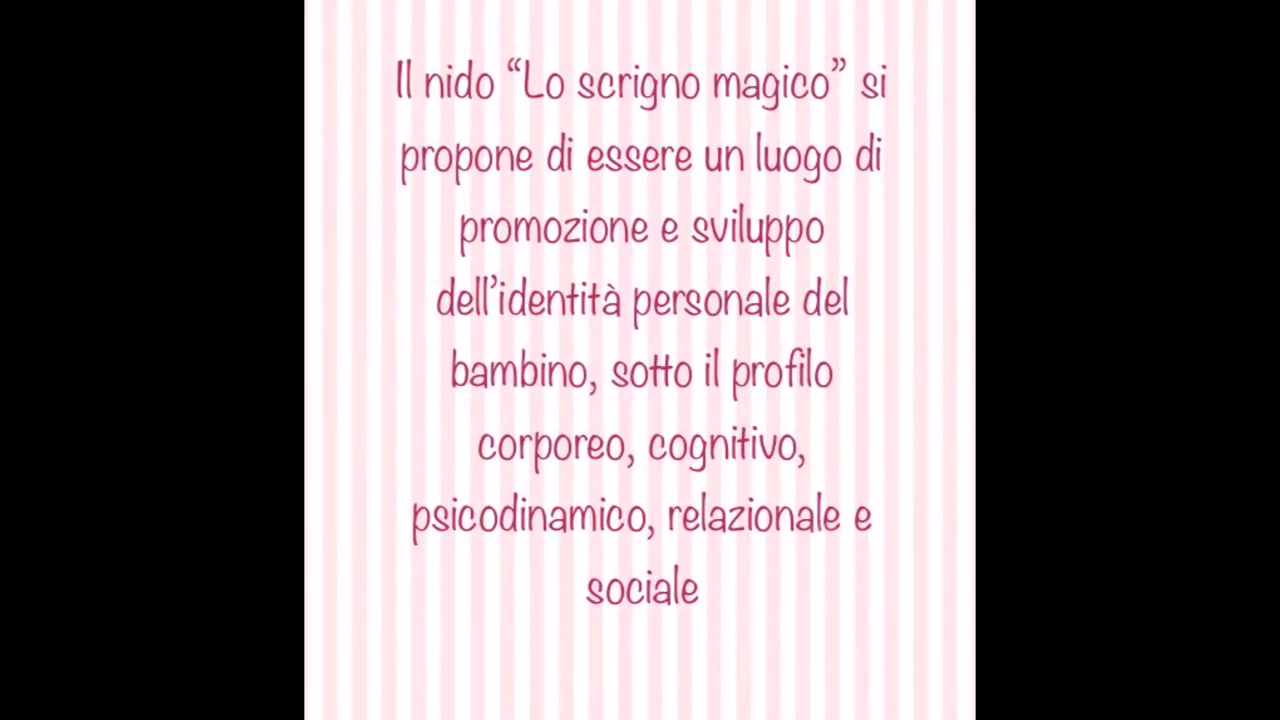 Il nido “Lo scrigno magico” si
propone di essere un luogo di
promozione e sviluppo
dell’identità personale del
bambino, sotto il profilo
corporeo, cognitivo,
psicodinamico, relazionale e
sociale